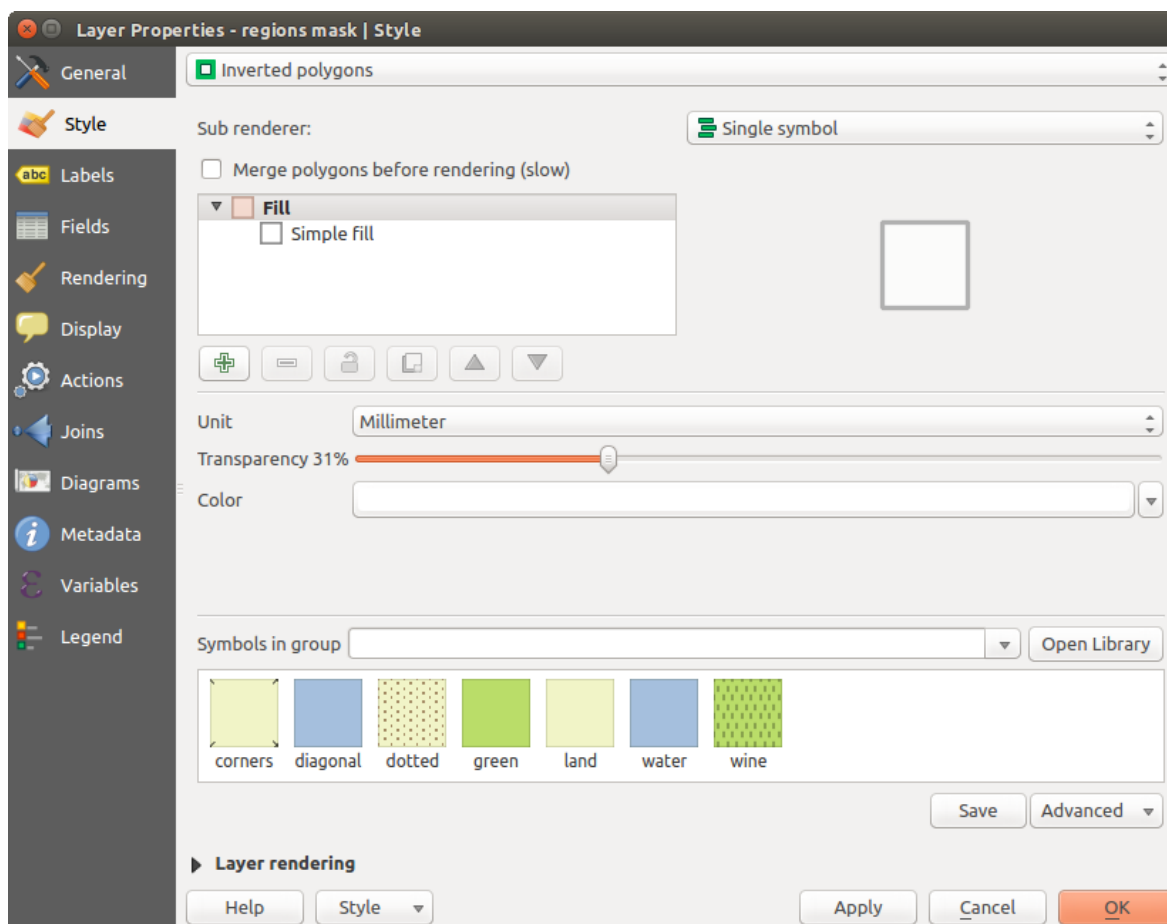 Layer Properties - regions mask | Style
General
Style
Labels
Fields
Rendering
Display
Actions
Joins
Diagrams
Metadata
Variables
Legend
Inverted polygons
Sub renderer:
Single symbol
Merge polygons before rendering (slow)
Fill
Simple fill
Unit
Millimeter
Transparency 31%
Color
Symbols in group
Open Library
corners
diagonal
dotted
green
land
water
wine
Save
Advanced
Layer rendering
Help
Style
Apply
Cancel
OK
abc